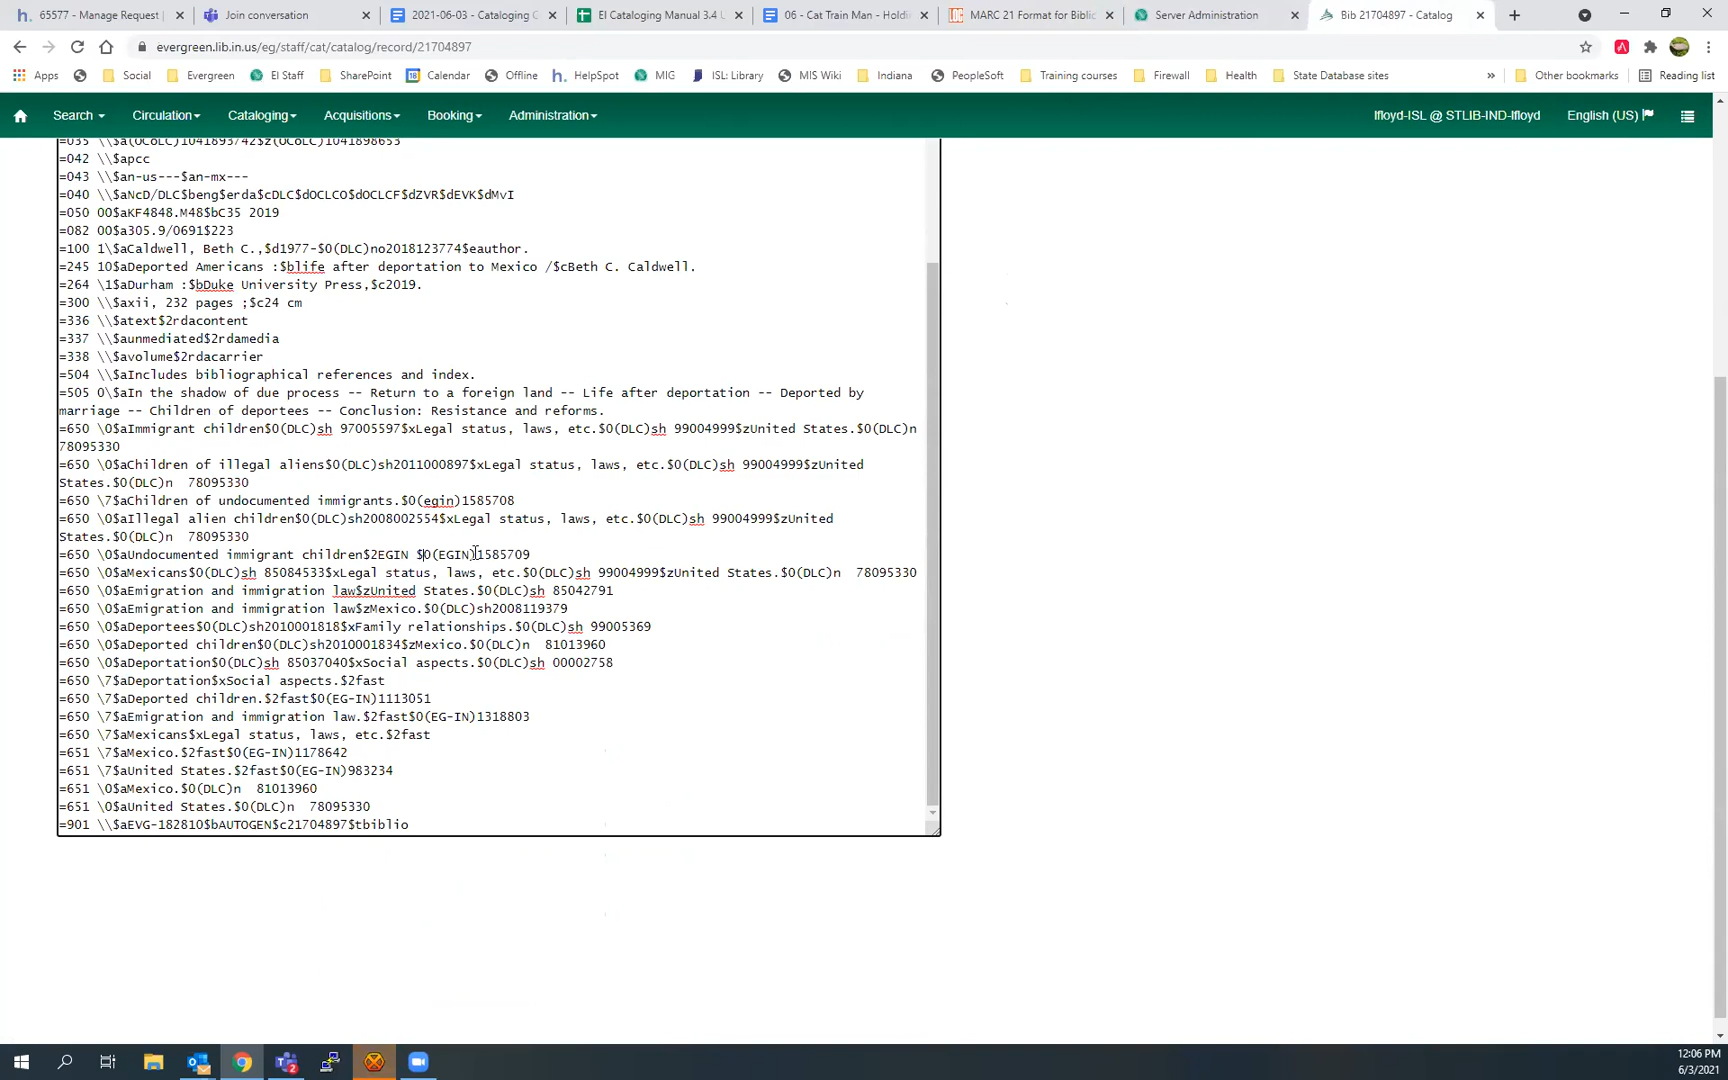 65577 - Manage Request | Join conversation 2021-06-03 - Cataloging C EI Cataloging Manual 3.4 U 06 - Cat Train Man - Holdi MARC 21 Format for Biblio Server Administration Bib 21704897 - Catalog
evergreen.lib.in.us/eg/staff/cat/catalog/record/21704897
Apps Social Evergreen EI Staff SharePoint Calendar Offline HelpSpot MIG ISL: Library MIS Wiki Indiana PeopleSoft Training courses Firewall Health State Database sites » Other bookmarks Reading list
Search Circulation Cataloging Acquisitions Booking Administration lfloyd-ISL @ STLIB-IND-lfloyd English (US)
=035 \\$a(OCoLC)1041893742$z(OCoLC)1041898653
=042 \\$apcc
=043 \\$an-us---$an-mx---
=040 \\$aNcD/DLC$beng$erda$cDLC$dOCLCO$dOCLCF$dZVR$dEVK$dMvI
=050 00$aKF4848.M48$bC35 2019
=082 00$a305.9/0691$223
=100 1\$aCaldwell, Beth C.,$d1977-$0(DLC)no2018123774$eauthor.
=245 10$aDeported Americans :$blife after deportation to Mexico /$cBeth C. Caldwell.
=264 \1$aDurham :$bDuke University Press,$c2019.
=300 \\$axii, 232 pages ;$c24 cm
=336 \\$atext$2rdacontent
=337 \\$aunmediated$2rdamedia
=338 \\$avolume$2rdacarrier
=504 \\$aIncludes bibliographical references and index.
=505 0\$aIn the shadow of due process -- Return to a foreign land -- Life after deportation -- Deported by
marriage -- Children of deportees -- Conclusion: Resistance and reforms.
=650 \0$aImmigrant children$0(DLC)sh 97005597$xLegal status, laws, etc.$0(DLC)sh 99004999$zUnited States.$0(DLC)n
78095330
=650 \0$aChildren of illegal aliens$0(DLC)sh2011000897$xLegal status, laws, etc.$0(DLC)sh 99004999$zUnited
States.$0(DLC)n  78095330
=650 \7$aChildren of undocumented immigrants.$0(egin)1585708
=650 \0$aIllegal alien children$0(DLC)sh2008002554$xLegal status, laws, etc.$0(DLC)sh 99004999$zUnited
States.$0(DLC)n  78095330
=650 \0$aUndocumented immigrant children$2EGIN $0(EGIN)1585709
=650 \0$aMexicans$0(DLC)sh 85084533$xLegal status, laws, etc.$0(DLC)sh 99004999$zUnited States.$0(DLC)n  78095330
=650 \0$aEmigration and immigration law$zUnited States.$0(DLC)sh 85042791
=650 \0$aEmigration and immigration law$zMexico.$0(DLC)sh2008119379
=650 \0$aDeportees$0(DLC)sh2010001818$xFamily relationships.$0(DLC)sh 99005369
=650 \0$aDeported children$0(DLC)sh2010001834$zMexico.$0(DLC)n  81013960
=650 \0$aDeportation$0(DLC)sh 85037040$xSocial aspects.$0(DLC)sh 00002758
=650 \7$aDeportation$xSocial aspects.$2fast
=650 \7$aDeported children.$2fast$0(EG-IN)1113051
=650 \7$aEmigration and immigration law.$2fast$0(EG-IN)1318803
=650 \7$aMexicans$xLegal status, laws, etc.$2fast
=651 \7$aMexico.$2fast$0(EG-IN)1178642
=651 \7$aUnited States.$2fast$0(EG-IN)983234
=651 \0$aMexico.$0(DLC)n  81013960
=651 \0$aUnited States.$0(DLC)n  78095330
=901 \\$aEVG-182810$bAUTOGEN$c21704897$tbiblio
12:06 PM
6/3/2021